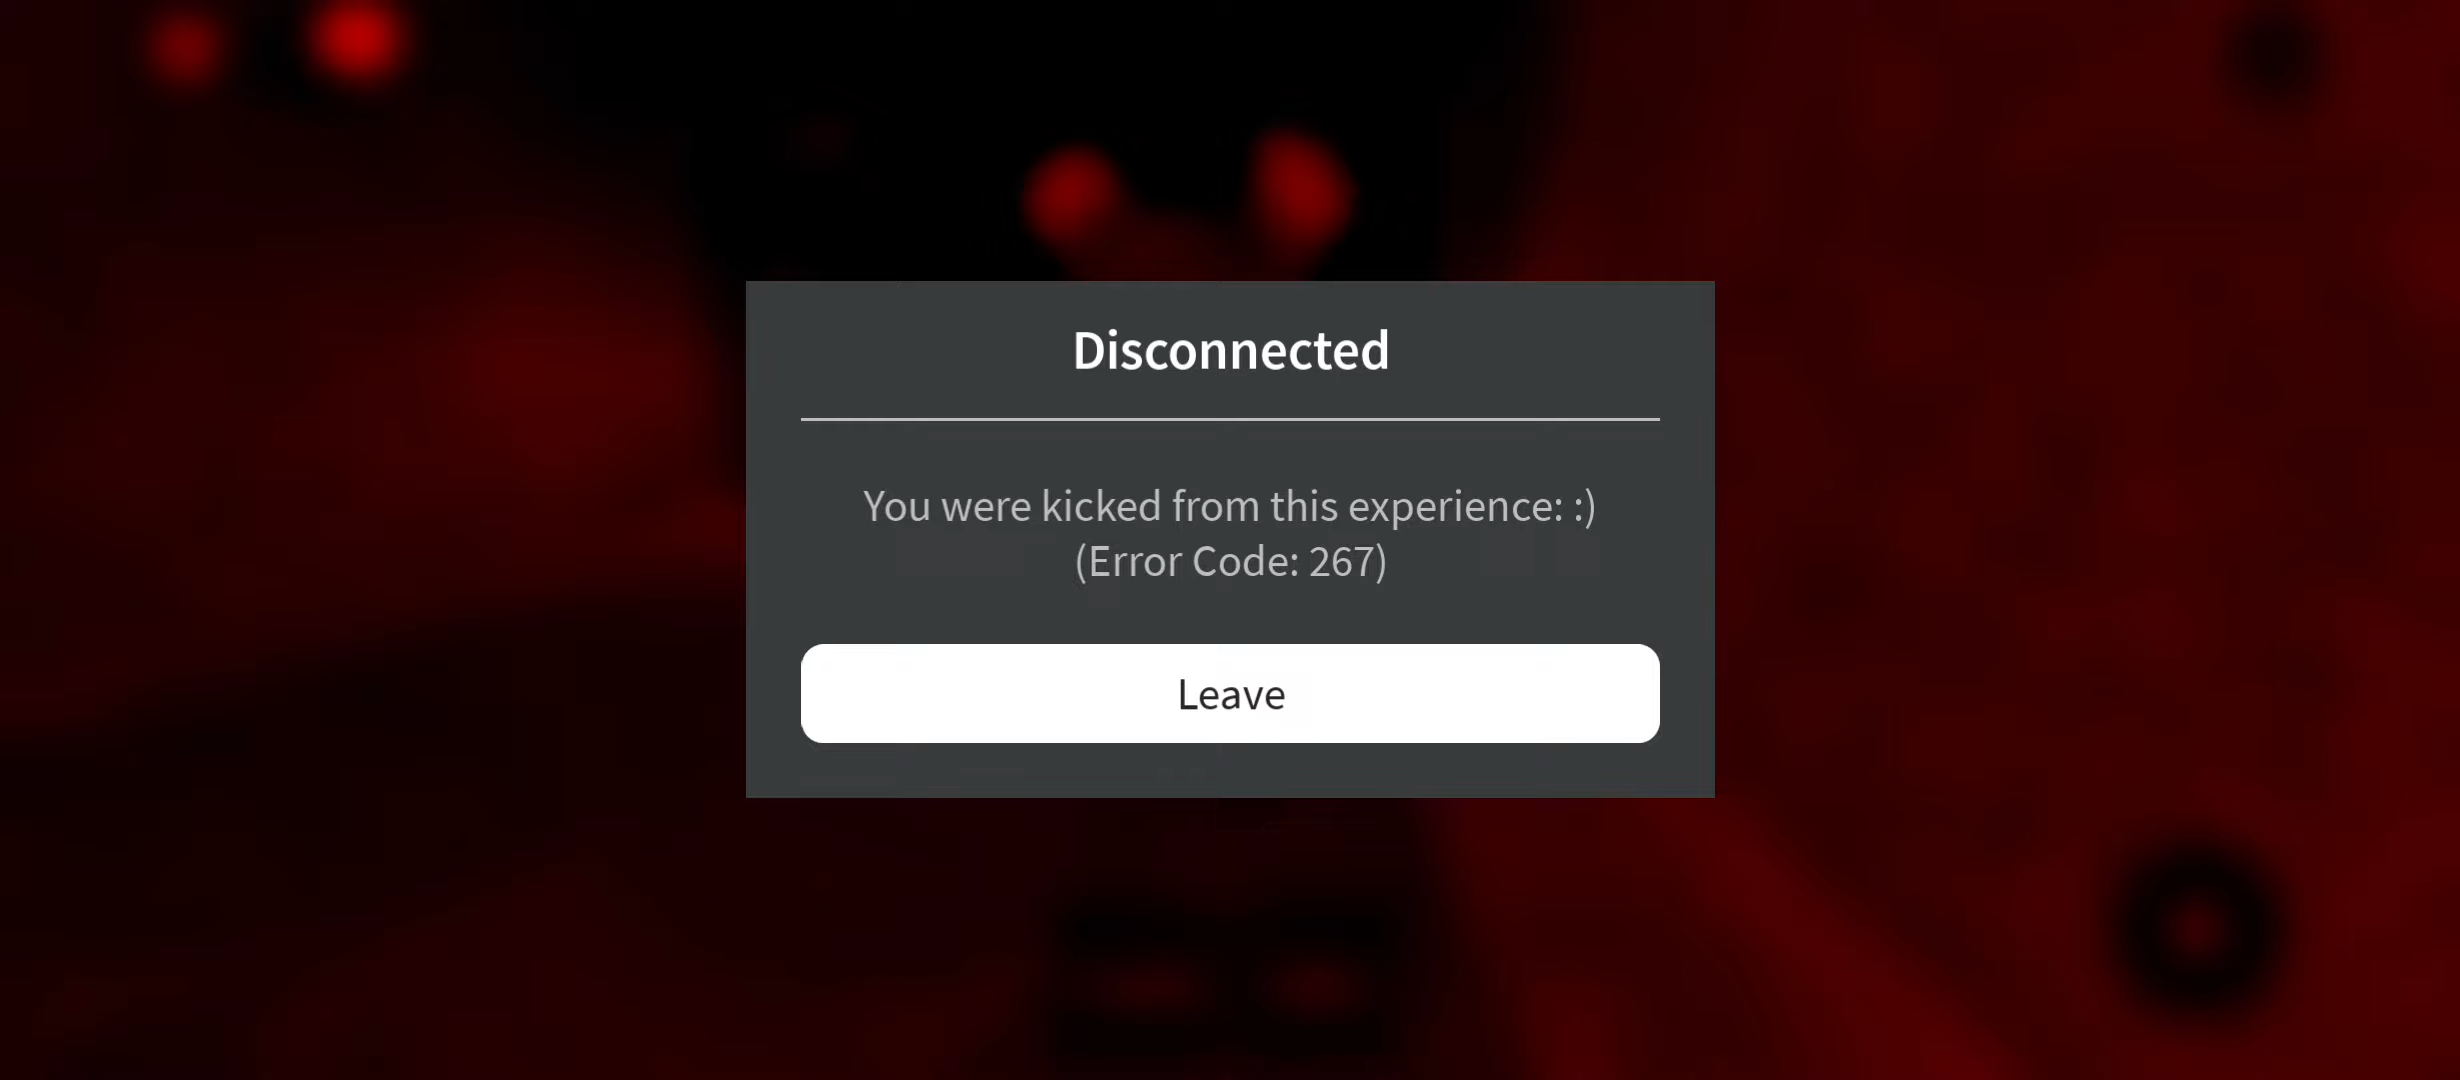 Disconnected
You were kicked from this experience: :)
(Error Code: 267)
Leave